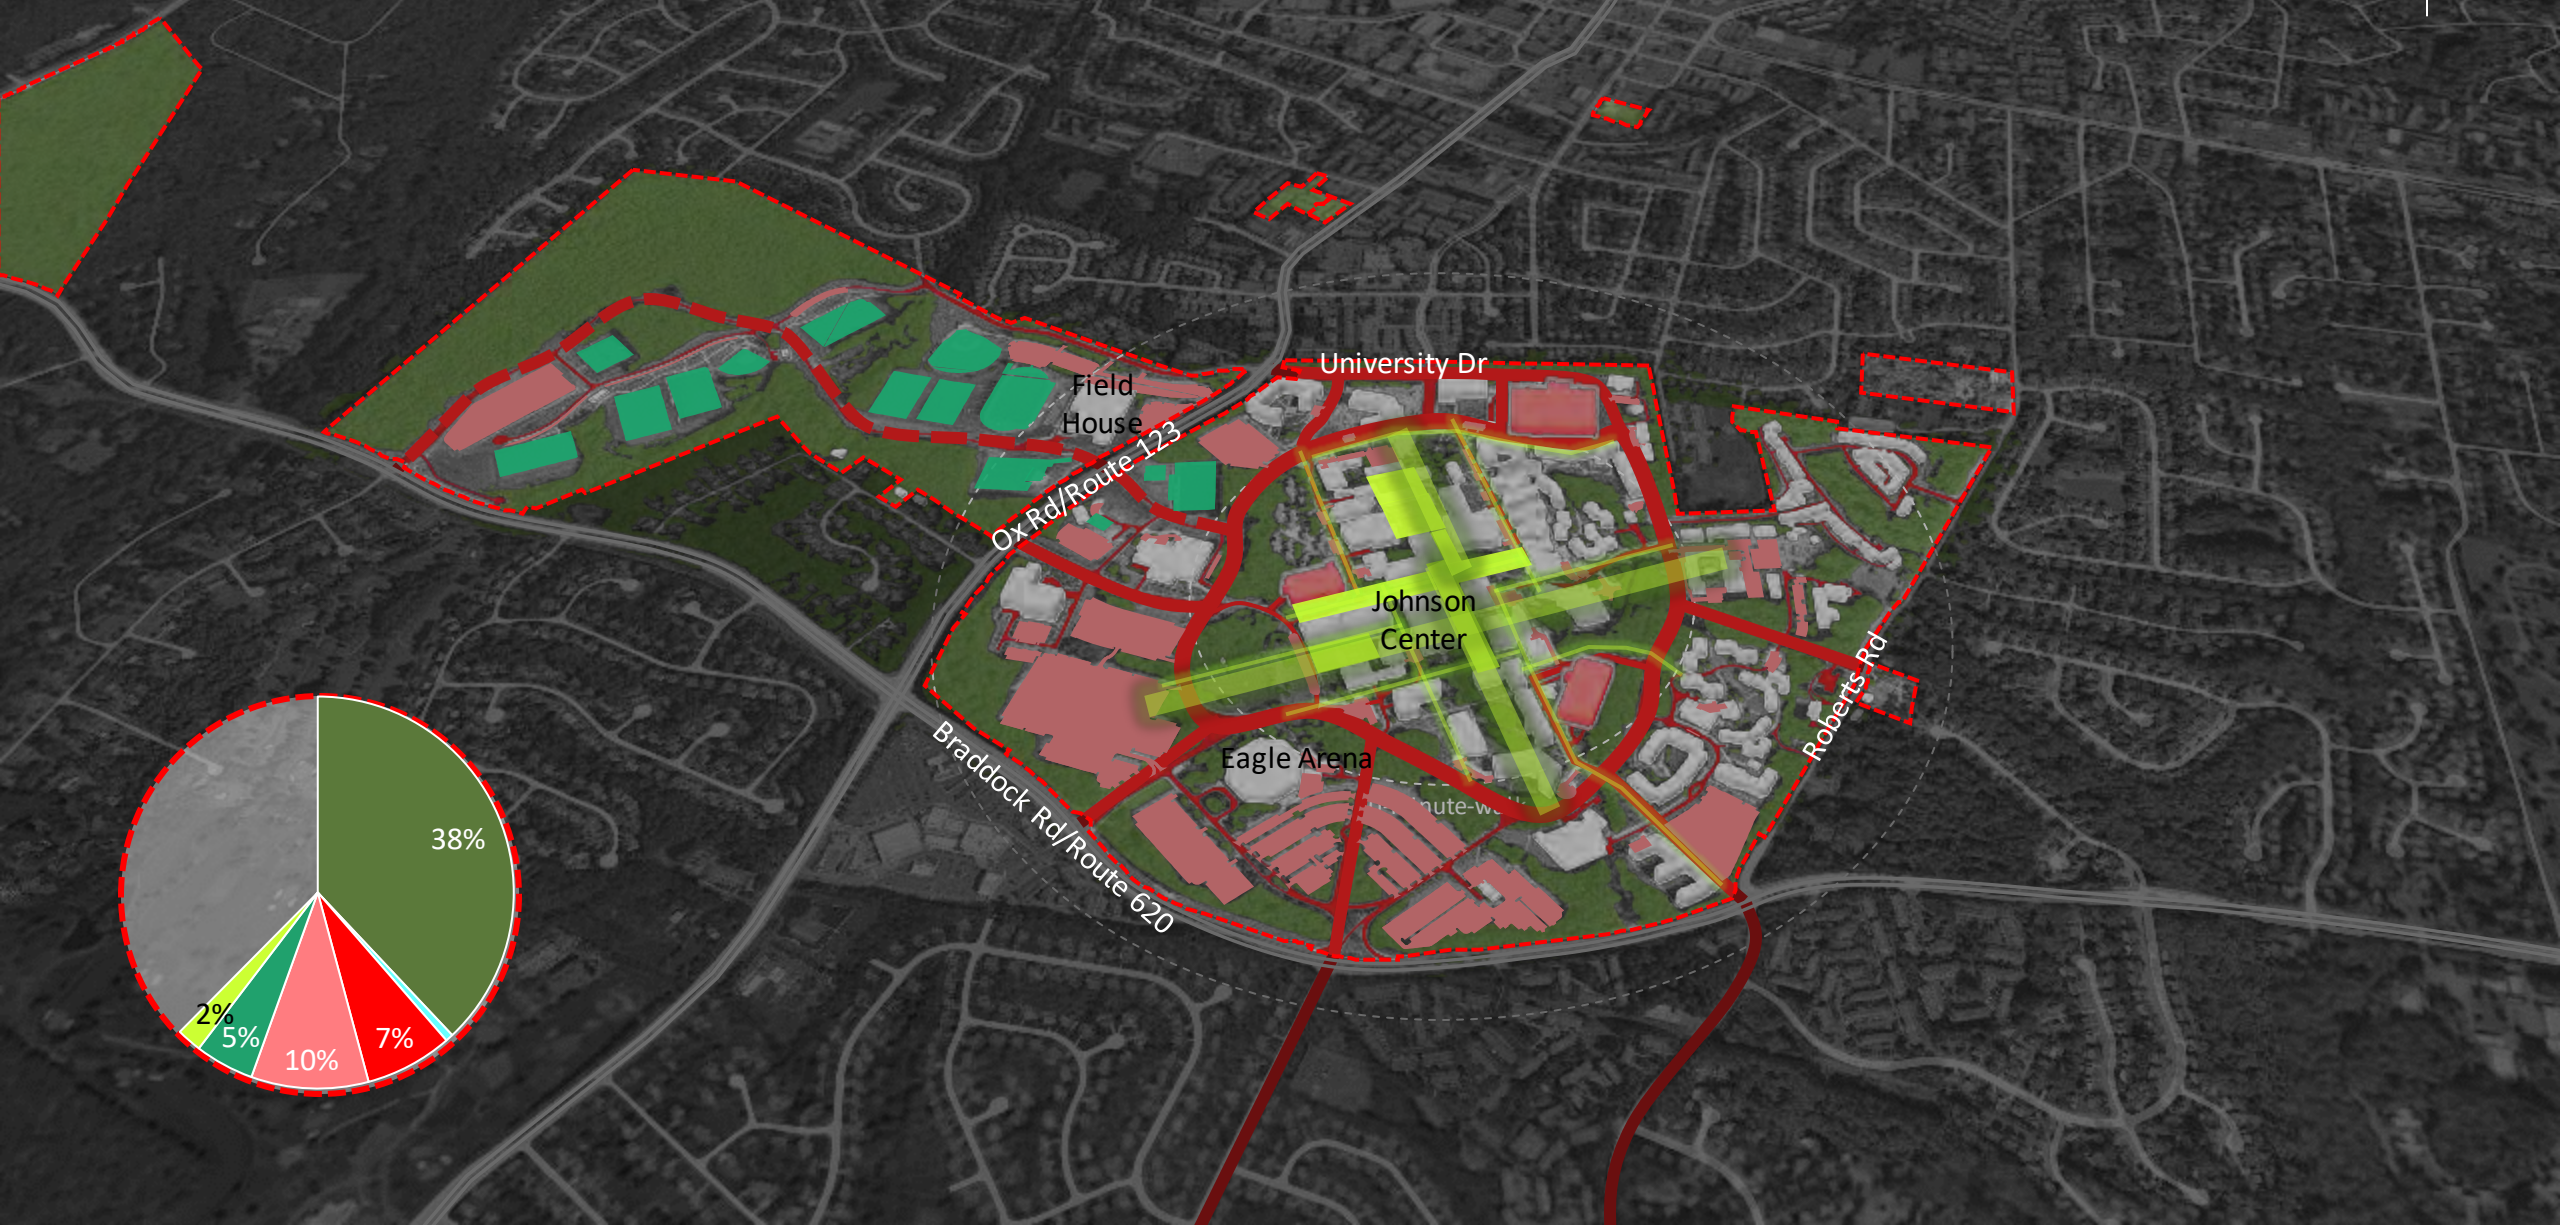 University Dr
Field
House
Ox Rd/Route 123
Johnson
Center
Roberts Rd
Eagle Arena
Braddock Rd/Route 620
38%
2%
5%
10%
7%